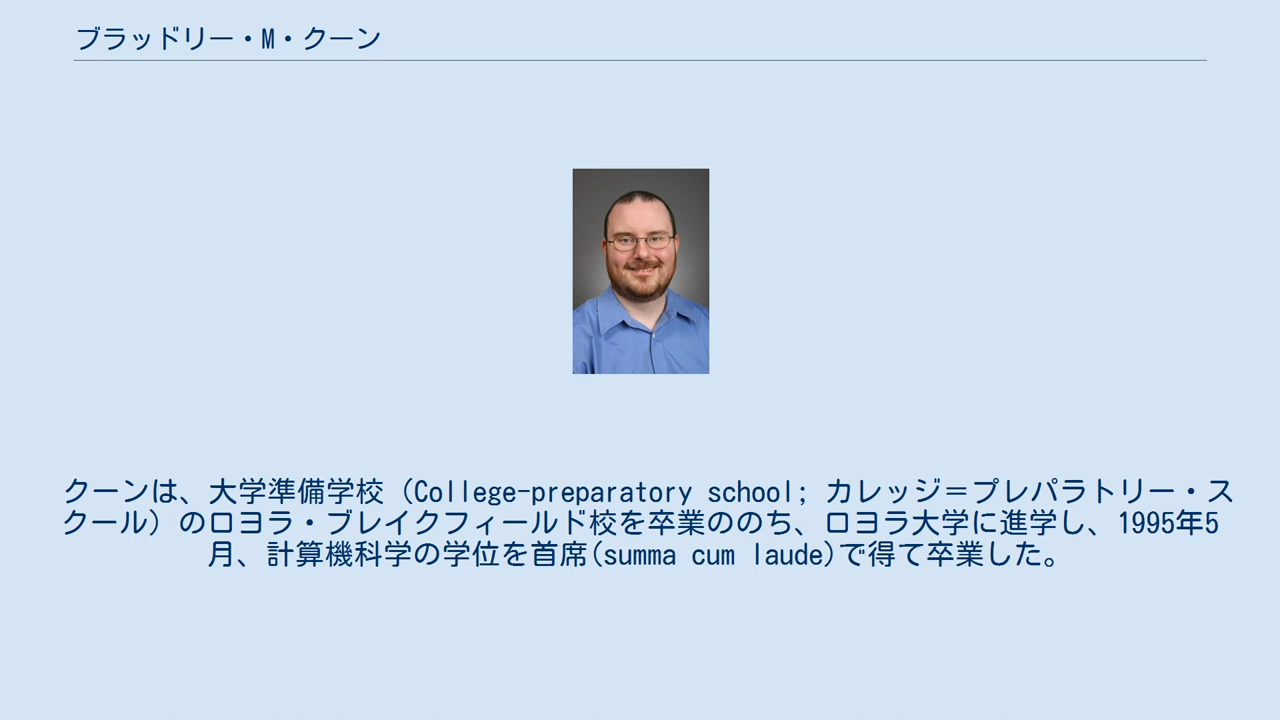 ブラッドリー・M・クーン
クーンは、大学準備学校（College-preparatory school; カレッジ＝プレパラトリー・ス
クール）のロヨラ・ブレイクフィールド校を卒業ののち、ロヨラ大学に進学し、1995年5
月、計算機科学の学位を首席(summa cum laude)で得て卒業した。